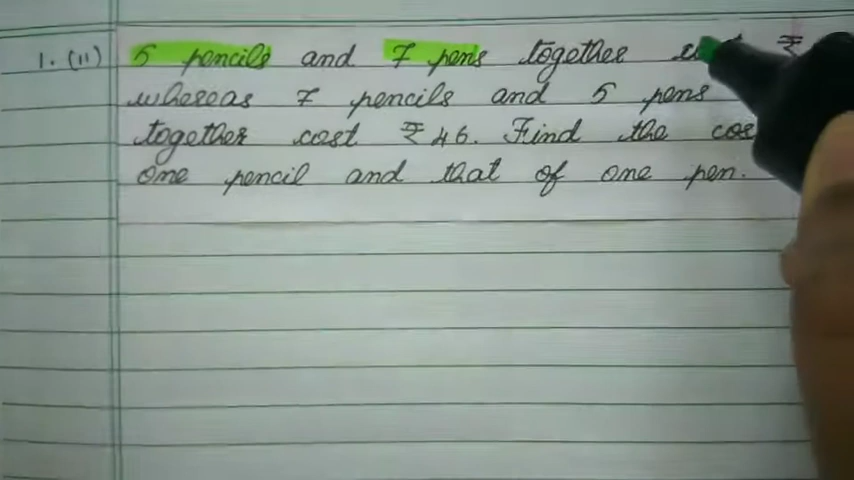 1. (ii) 5 pencils and 7 pens together ₹
whereas 7 pencils and 5 pens
together cost ₹ 46. Find the
one pencil and that of one pen.